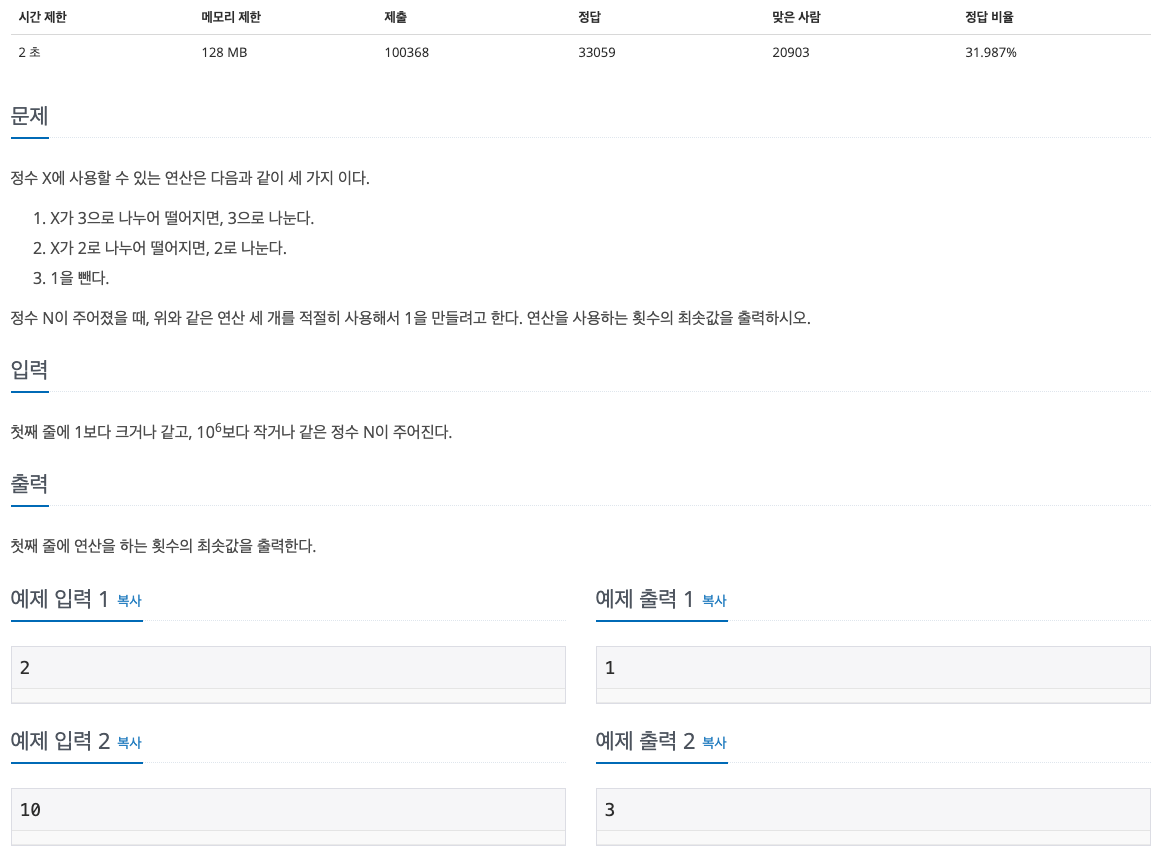 시간 제한 메모리 제한 제출 정답 맞은 사람 정답 비율
2 초 128 MB 100368 33059 20903 31.987%
문제
정수 X에 사용할 수 있는 연산은 다음과 같이 세 가지 이다.
1. X가 3으로 나누어 떨어지면, 3으로 나눈다.
2. X가 2로 나누어 떨어지면, 2로 나눈다.
3. 1을 뺀다.
정수 N이 주어졌을 때, 위와 같은 연산 세 개를 적절히 사용해서 1을 만들려고 한다. 연산을 사용하는 횟수의 최솟값을 출력하시오.
입력
첫째 줄에 1보다 크거나 같고, 10⁶보다 작거나 같은 정수 N이 주어진다.
출력
첫째 줄에 연산을 하는 횟수의 최솟값을 출력한다.
예제 입력 1 복사
2
예제 출력 1 복사
1
예제 입력 2 복사
10
예제 출력 2 복사
3